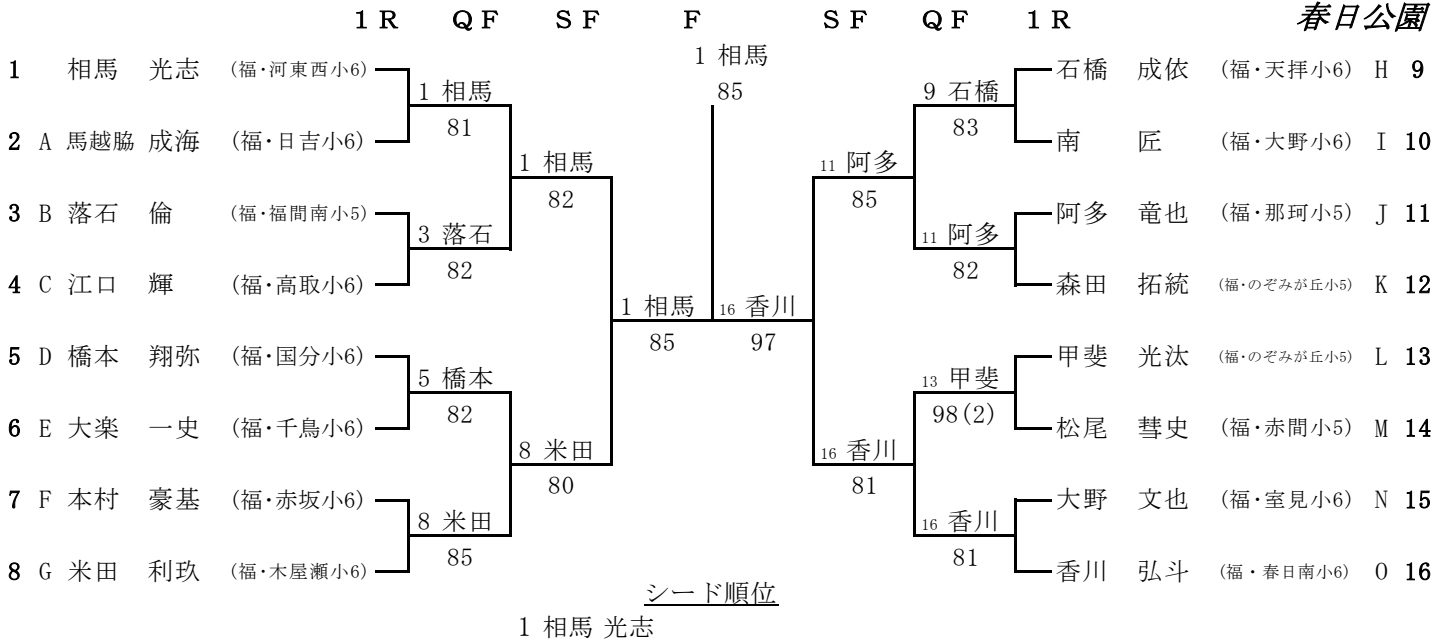 1 R QF SF F SF QF 1 R 春日公園
1 相馬
1 相馬 光志 (福・河東西小6) 石橋 成依 (福・天拝小6) H 9
85
1 相馬 9 石橋
81 83
2 A 馬越脇 成海 (福・日吉小6) 南 匠 (福・大野小6) I 10
1 相馬 11 阿多
82 85
3 B 落石 倫 (福・福間南小5) 阿多 竜也 (福・那珂小5) J 11
3 落石 11 阿多
82 82
4 C 江口 輝 (福・高取小6) 森田 拓統 (福・のぞみが丘小5) K 12
1 相馬 16 香川
85 97
5 D 橋本 翔弥 (福・国分小6) 甲斐 光汰 (福・のぞみが丘小5) L 13
5 橋本 13 甲斐
82 98(2)
6 E 大楽 一史 (福・千鳥小6) 松尾 彗史 (福・赤間小5) M 14
8 米田 16 香川
80 81
7 F 本村 豪基 (福・赤坂小6) 大野 文也 (福・室見小6) N 15
8 米田 16 香川
85 81
8 G 米田 利玖 (福・木屋瀬小6) 香川 弘斗 (福・春日南小6) O 16
シード順位
1 相馬 光志